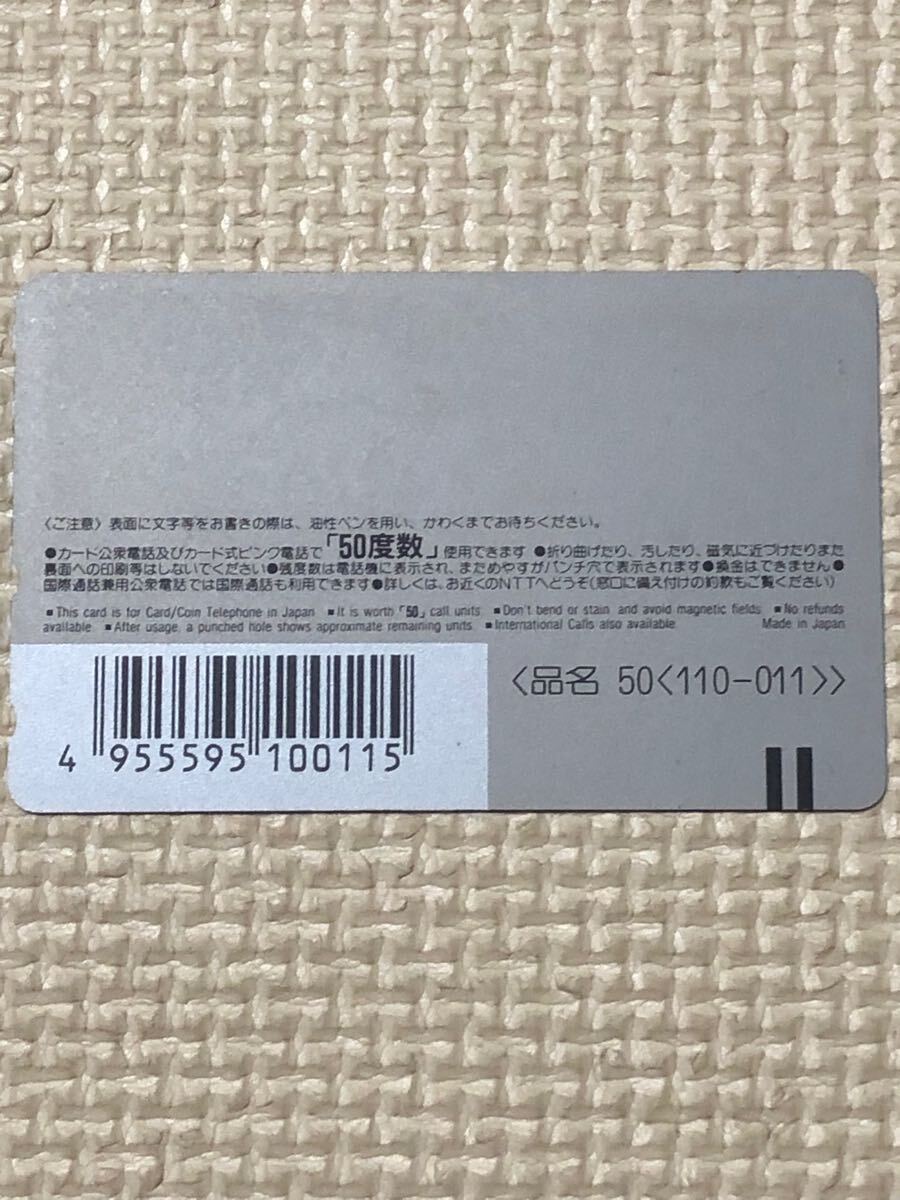 〈ご注意〉表面に文字等をお書きの際は、油性ペンを用い、かわくまでお待ちください。
●カード公衆電話及びカード式ピンク電話で「50度数」使用できます ●折り曲げたり、汚したり、磁気に近づけたりまた
裏面への印刷等はしないでください●残度数は電話機に表示され、まためやすがパンチ穴で表示されます●換金はできません●
国際通話兼用公衆電話では国際通話も利用できます●詳しくは、お近くのNTTへどうぞ(窓口に備え付けの約款もご覧ください)
■This card is for Card/Coin Telephone in Japan ■It is worth「50」call units ■Don't bend or stain and avoid magnetic fields ■No refunds
available ■After usage, a punched hole shows approximate remaining units ■International Calls also available Made in Japan
〈品名 50〈110-011〉〉
4 955595 100115